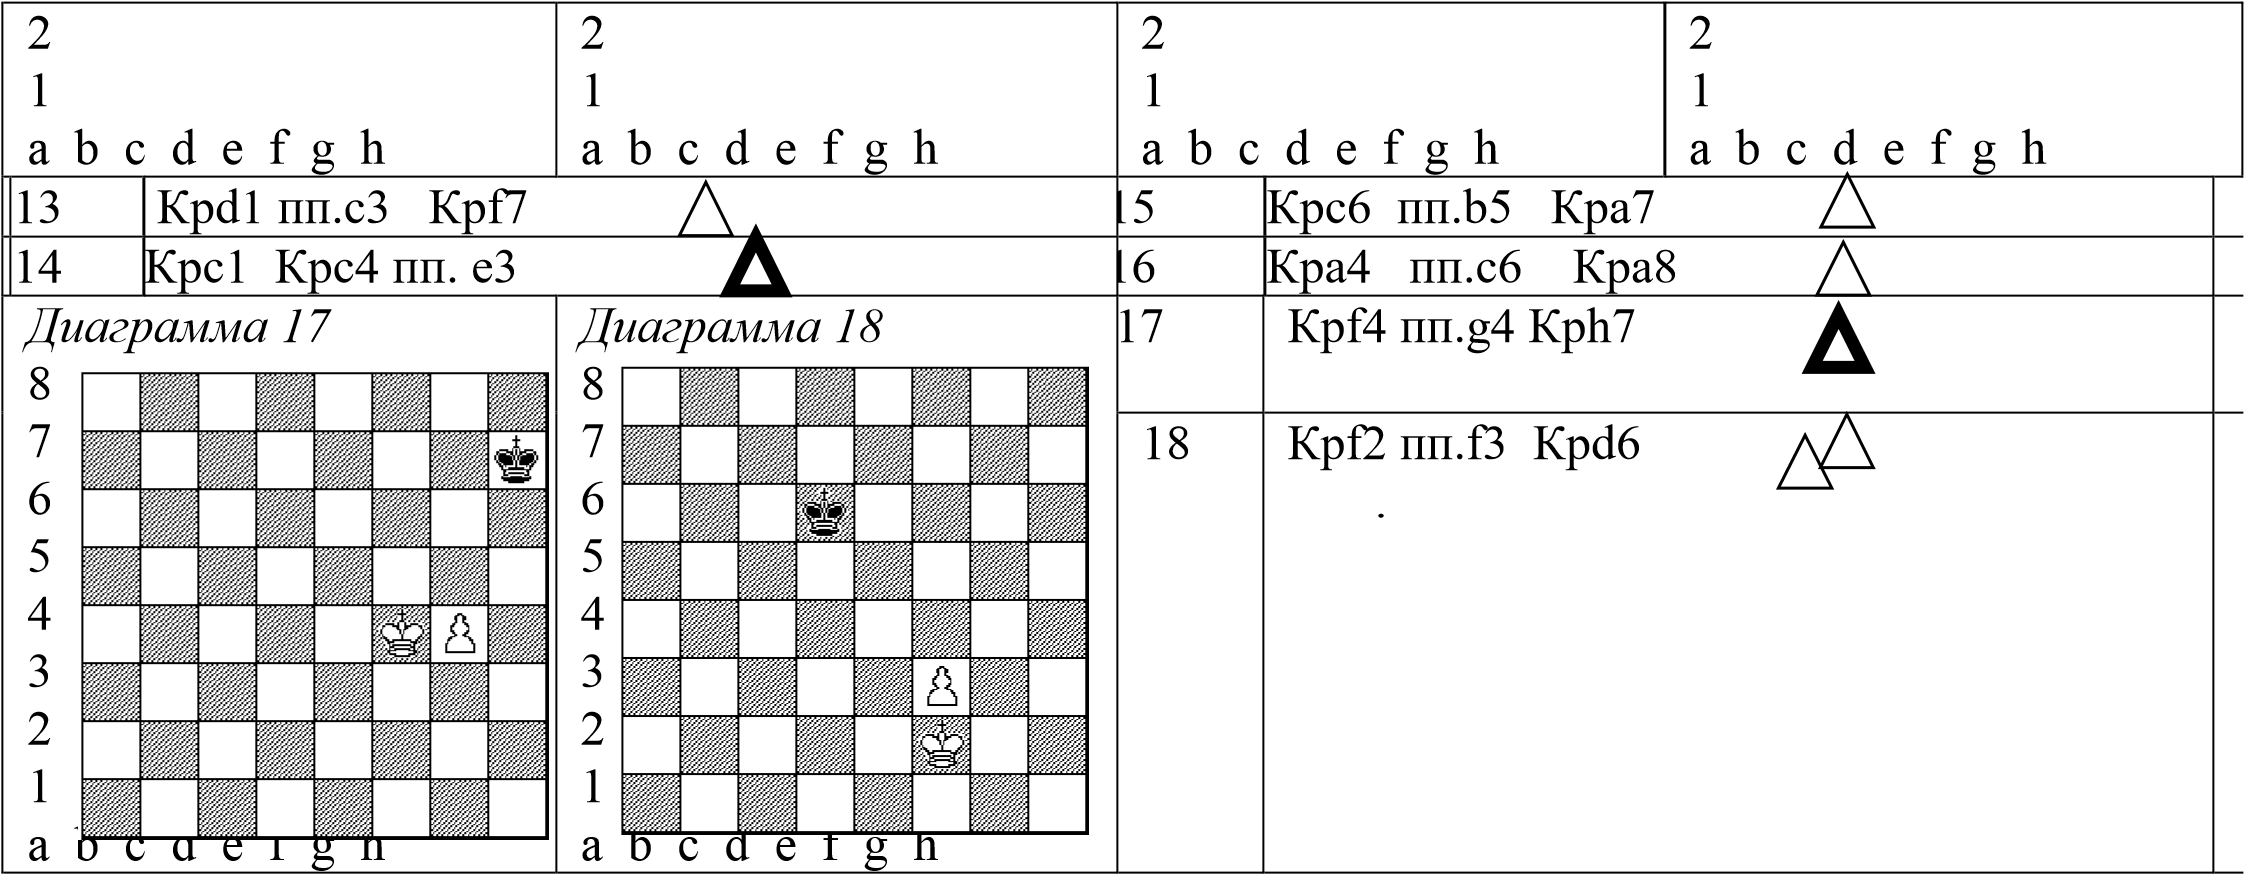 2 2 2 2
1 1 1 1
a b c d e f g h a b c d e f g h a b c d e f g h a b c d e f g h
13 Крd1 пп.c3 Крf7 15 Крc6 пп.b5 Крa7
14 Крc1 Крc4 пп. e3 16 Крa4 пп.c6 Крa8
Диаграмма 17 Диаграмма 18 17 Крf4 пп.g4 Крh7
8 8
7 7 18 Крf2 пп.f3 Крd6
6 6 .
5 5
4 4
3 3
2 2
1 1
a b c d e f g h a b c d e f g h